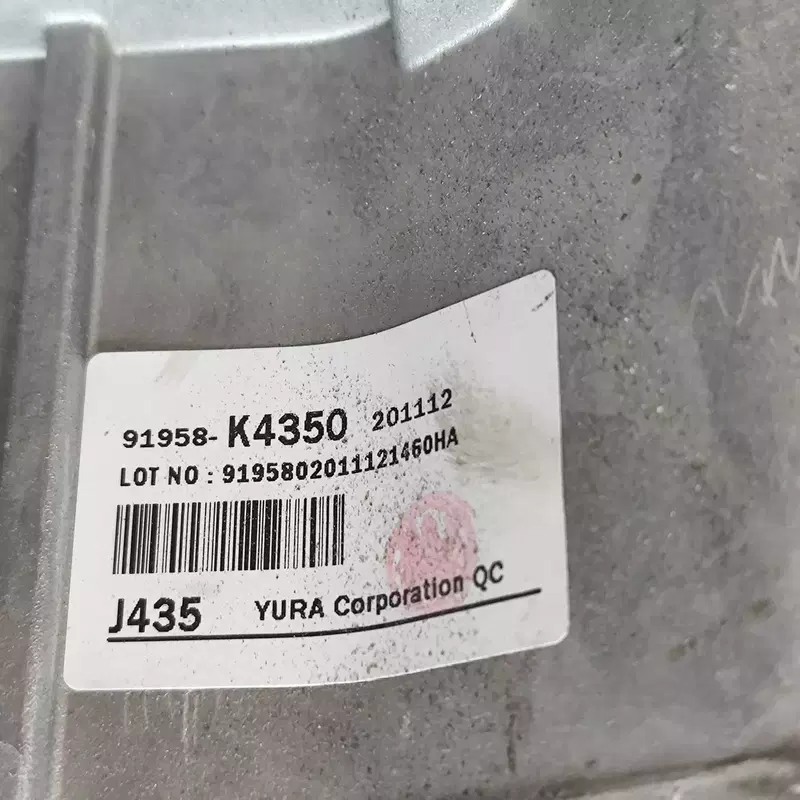 91958- K4350 201112
LOT NO : 9195802011121460HA
J435 YURA Corporation QC